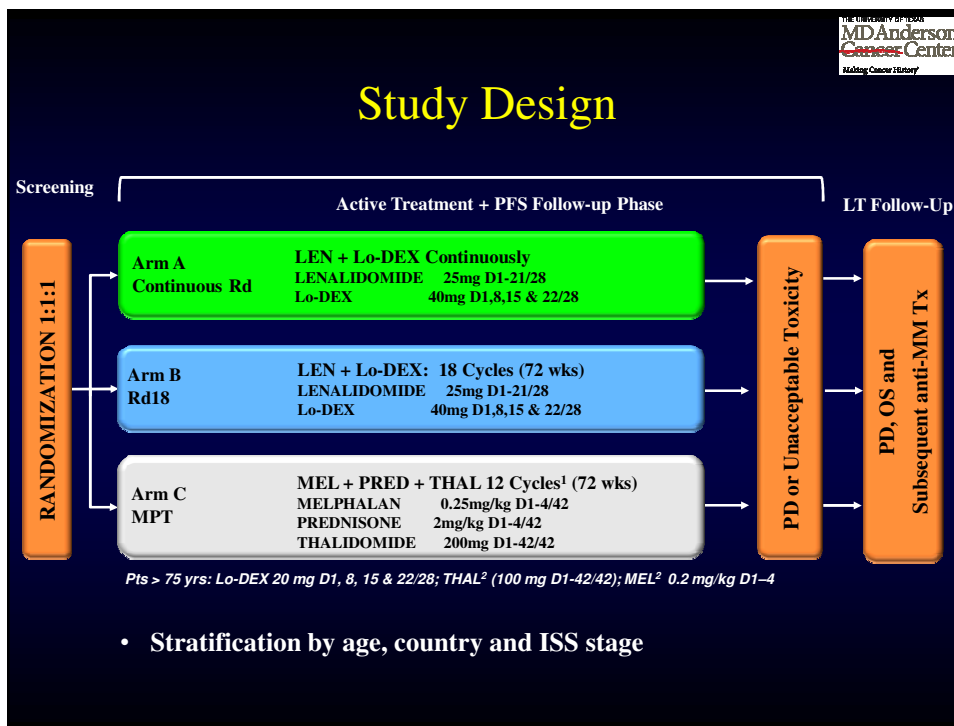 THE UNIVERSITY OF TEXAS
MD Anderson
Cancer Center
Making Cancer History®
Study Design
Screening
Active Treatment + PFS Follow-up Phase
LT Follow-Up
RANDOMIZATION 1:1:1
Arm A
Continuous Rd
LEN + Lo-DEX Continuously
LENALIDOMIDE 25mg D1-21/28
Lo-DEX 40mg D1,8,15 & 22/28
Arm B
Rd18
LEN + Lo-DEX: 18 Cycles (72 wks)
LENALIDOMIDE 25mg D1-21/28
Lo-DEX 40mg D1,8,15 & 22/28
Arm C
MPT
MEL + PRED + THAL 12 Cycles¹ (72 wks)
MELPHALAN 0.25mg/kg D1-4/42
PREDNISONE 2mg/kg D1-4/42
THALIDOMIDE 200mg D1-42/42
PD or Unacceptable Toxicity
PD, OS and
Subsequent anti-MM Tx
Pts > 75 yrs: Lo-DEX 20 mg D1, 8, 15 & 22/28; THAL² (100 mg D1-42/42); MEL² 0.2 mg/kg D1–4
• Stratification by age, country and ISS stage